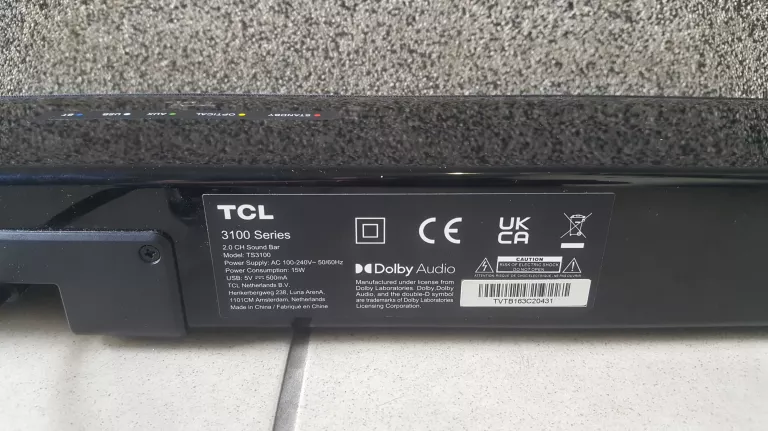 STANDBY OPTICAL AUX USB BT
TCL
3100 Series
2.0 CH Sound Bar
Model: TS3100
Power Supply: AC 100-240V~ 50/60Hz
Power Consumption: 15W
USB: 5V ⎓ 500mA
TCL Netherlands B.V.
Herikerbergweg 238, Luna ArenA,
1101CM Amsterdam, Netherlands
Made in China / Fabriqué en Chine
CE
UK
CA
Dolby Audio
Manufactured under license from
Dolby Laboratories. Dolby, Dolby
Audio, and the double-D symbol
are trademarks of Dolby Laboratories
Licensing Corporation.
CAUTION
RISK OF ELECTRIC SHOCK
DO NOT OPEN
TVTB163C20431